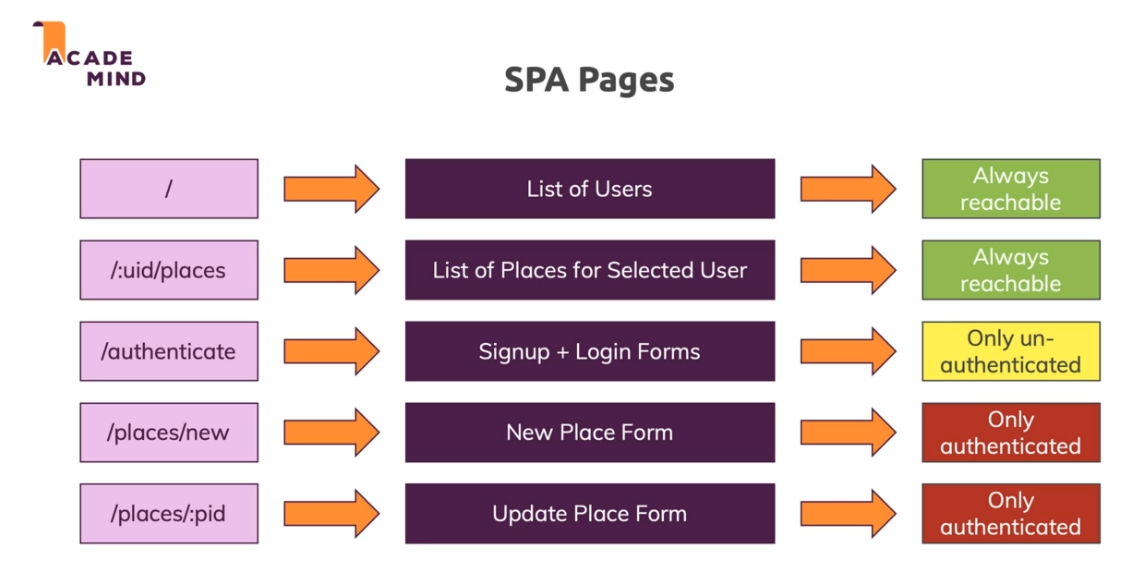 ACADE
MIND
SPA Pages
/
List of Users
Always
reachable
/:uid/places
List of Places for Selected User
Always
reachable
/authenticate
Signup + Login Forms
Only un-
authenticated
/places/new
New Place Form
Only
authenticated
/places/:pid
Update Place Form
Only
authenticated